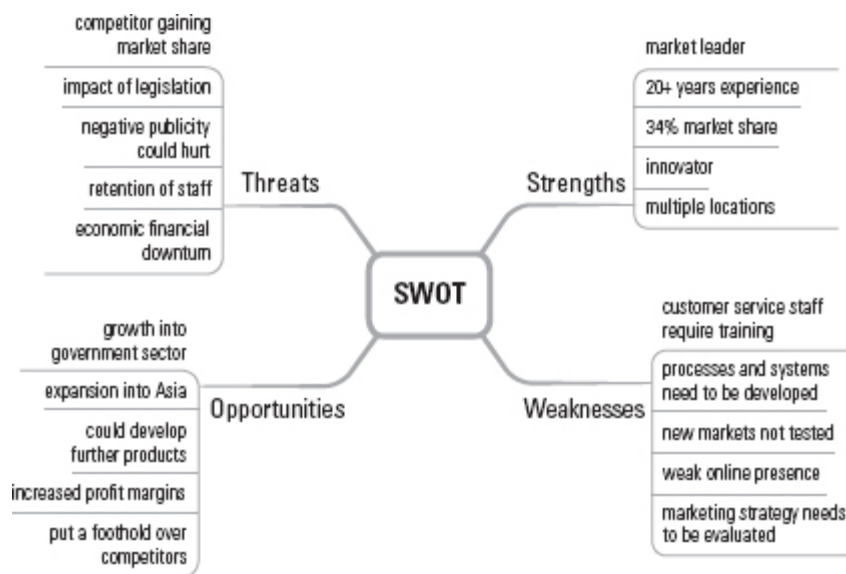 competitor gaining
market share
impact of legislation
negative publicity
could hurt
retention of staff
economic financial
downturn
Threats
market leader
20+ years experience
34% market share
innovator
multiple locations
Strengths
SWOT
growth into
government sector
expansion into Asia
could develop
further products
increased profit margins
put a foothold over
competitors
Opportunities
customer service staff
require training
processes and systems
need to be developed
new markets not tested
weak online presence
marketing strategy needs
to be evaluated
Weaknesses